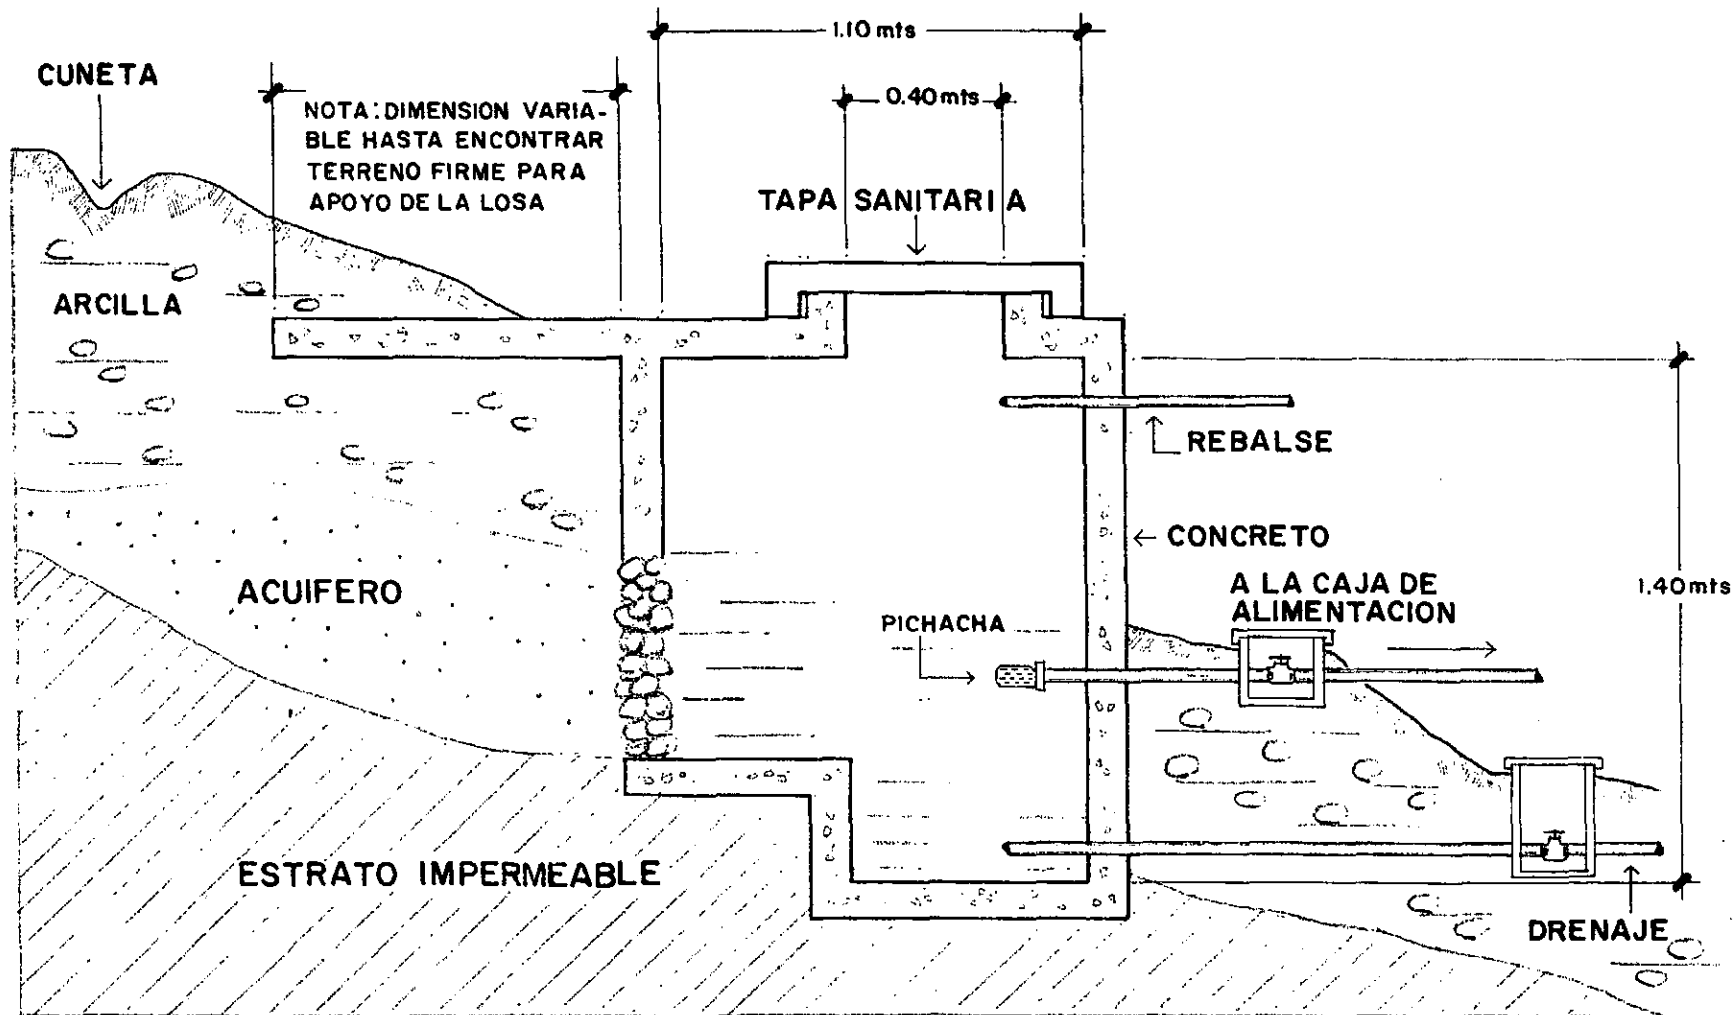 1.10 mts
CUNETA
0.40 mts
NOTA: DIMENSION VARIA-
BLE HASTA ENCONTRAR
TERRENO FIRME PARA
APOYO DE LA LOSA
TAPA SANITARIA
ARCILLA
REBALSE
CONCRETO
ACUIFERO
A LA CAJA DE
ALIMENTACION
1.40 mts
PICHACHA
ESTRATO IMPERMEABLE
DRENAJE